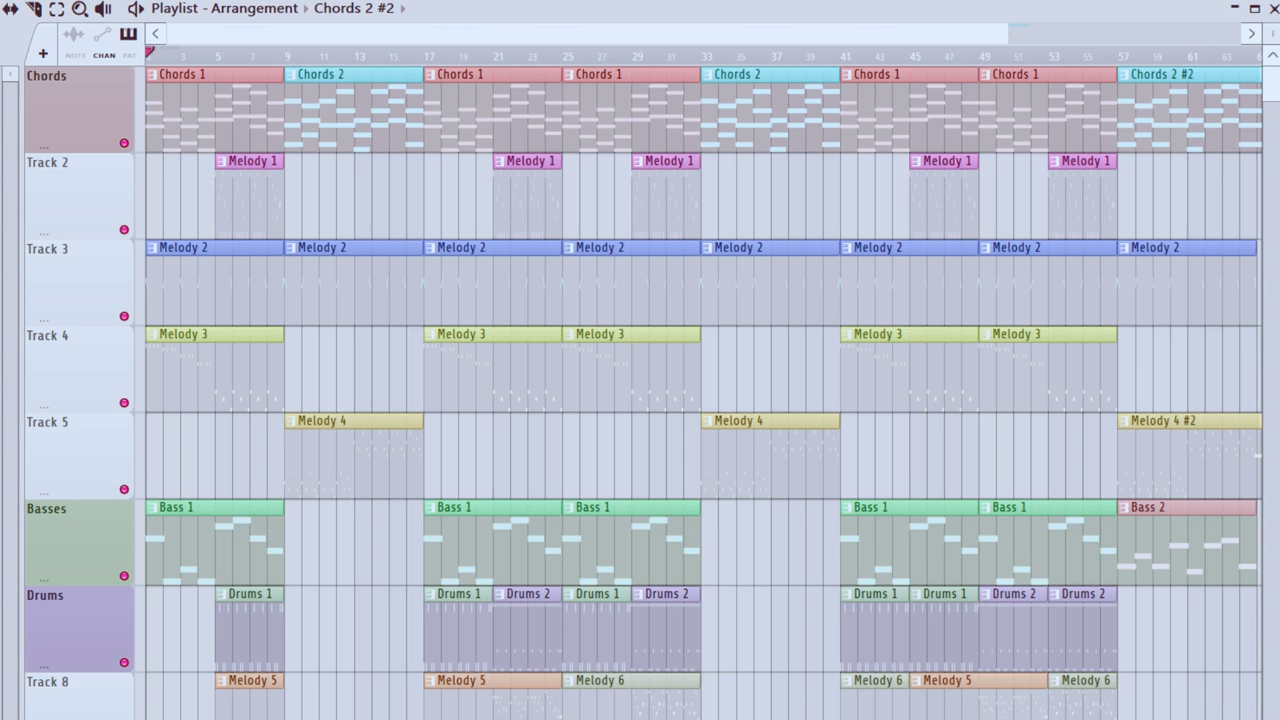 Playlist - Arrangement › Chords 2 #2 ›
NOTE CHAN PAT
3 5 7 9 11 13 15 17 19 21 23 25 27 29 31 33 35 37 39 41 43 45 47 49 51 53 55 57 59 61 63
Chords Chords 1 Chords 2 Chords 1 Chords 1 Chords 2 Chords 1 Chords 1 Chords 2 #2
Track 2 Melody 1 Melody 1 Melody 1 Melody 1 Melody 1
Track 3 Melody 2 Melody 2 Melody 2 Melody 2 Melody 2 Melody 2 Melody 2 Melody 2
Track 4 Melody 3 Melody 3 Melody 3 Melody 3 Melody 3
Track 5 Melody 4 Melody 4 Melody 4 #2
Basses Bass 1 Bass 1 Bass 1 Bass 1 Bass 1 Bass 2
Drums Drums 1 Drums 1 Drums 2 Drums 1 Drums 2 Drums 1 Drums 1 Drums 2 Drums 2
Track 8 Melody 5 Melody 5 Melody 6 Melody 6 Melody 5 Melody 6